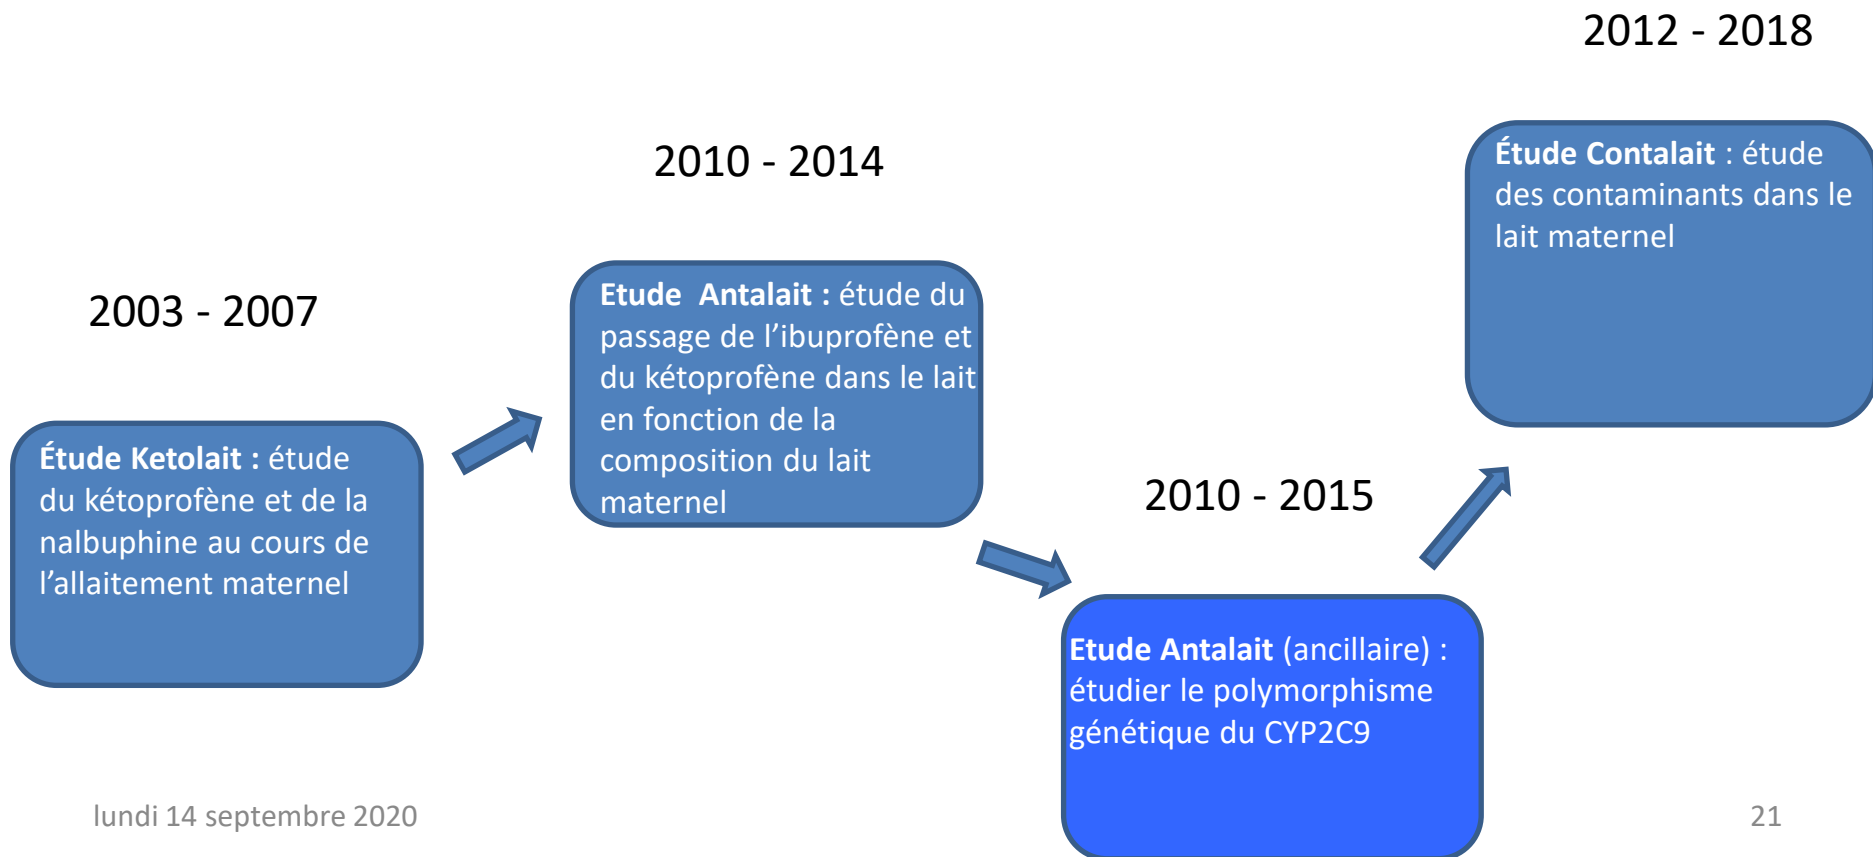 2003 - 2007
Étude Ketolait : étude
du kétoprofène et de la
nalbuphine au cours de
l’allaitement maternel
2010 - 2014
Etude Antalait : étude du
passage de l’ibuprofène et
du kétoprofène dans le lait
en fonction de la
composition du lait
maternel
2010 - 2015
Etude Antalait (ancillaire) :
étudier le polymorphisme
génétique du CYP2C9
2012 - 2018
Étude Contalait : étude
des contaminants dans le
lait maternel
lundi 14 septembre 2020
21